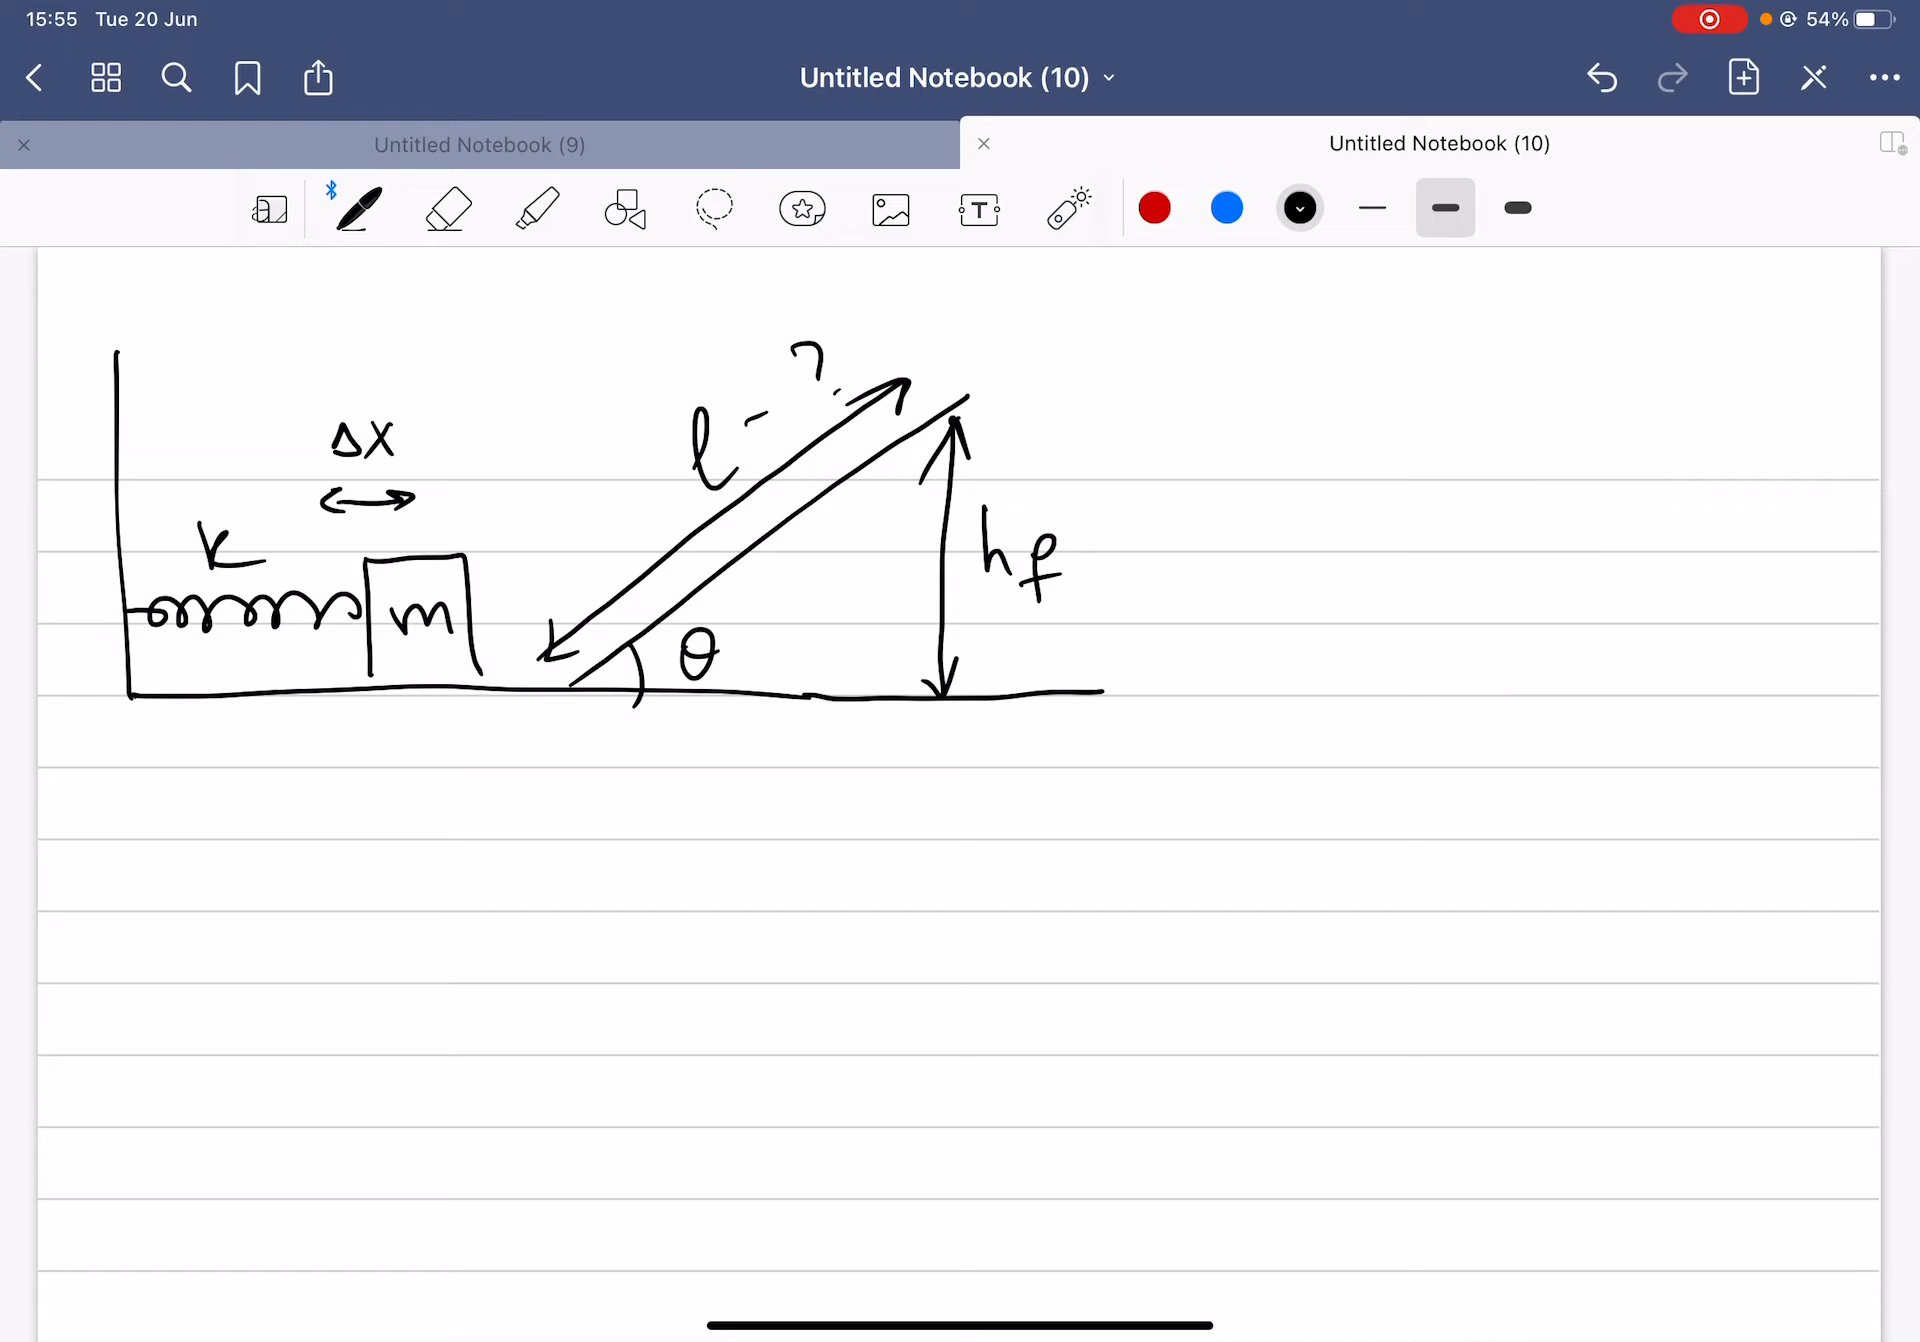 15:55 Tue 20 Jun 54%
Untitled Notebook (10)
Untitled Notebook (9) Untitled Notebook (10)
a T
l - ?
Δx
k
hf
m
θ